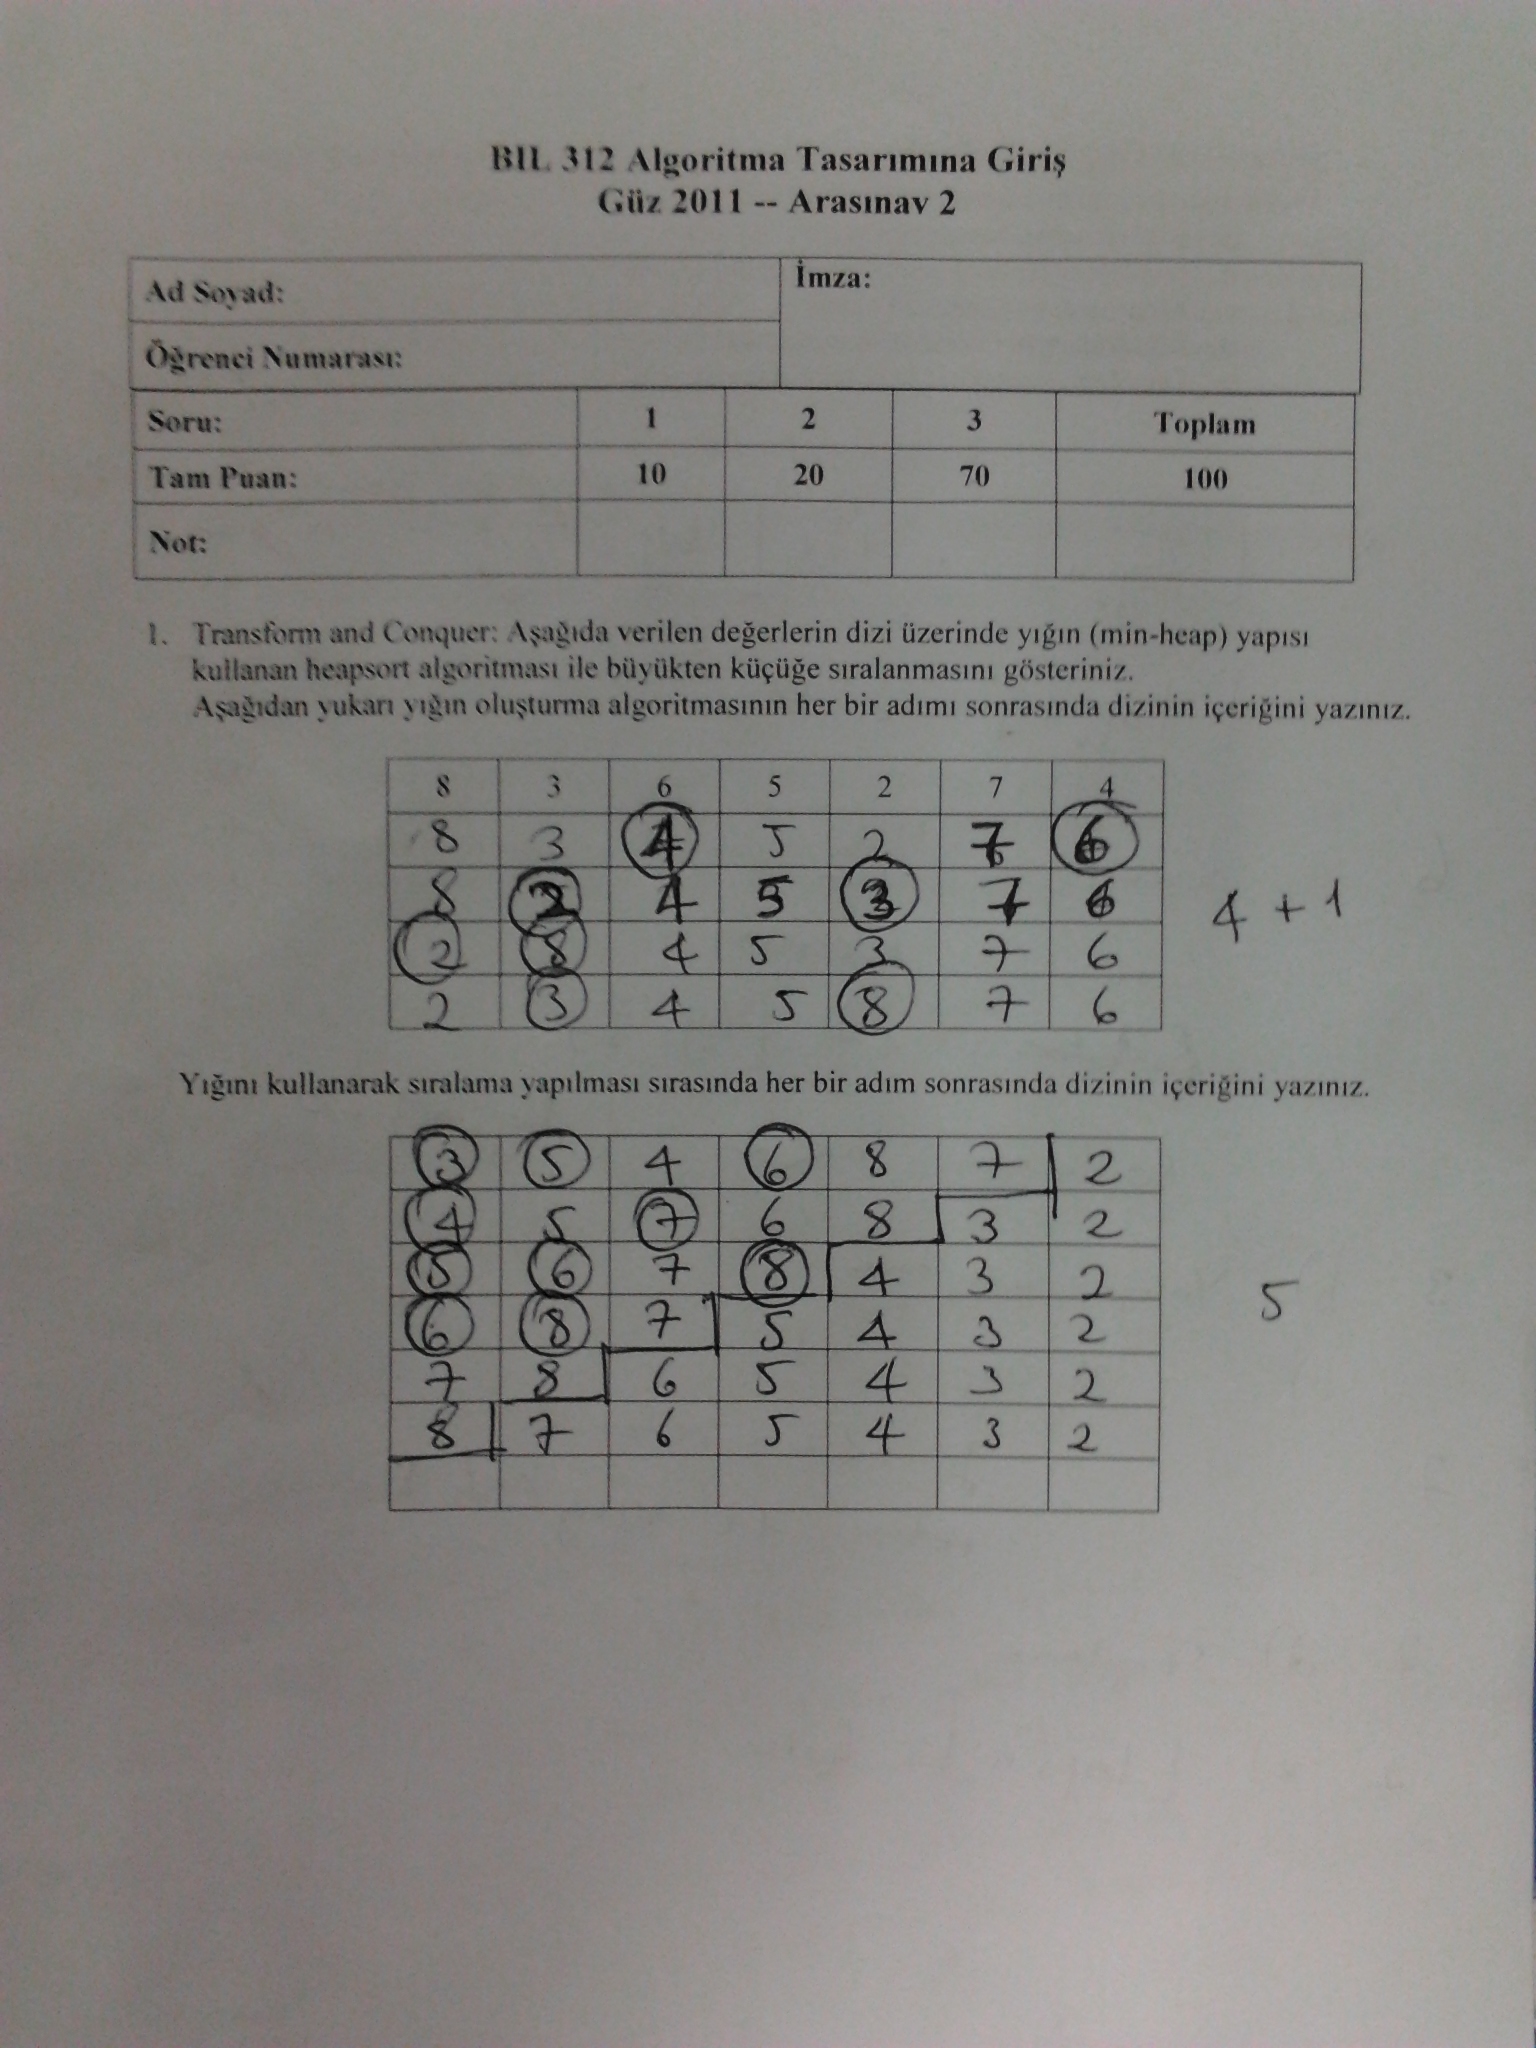 BIL 312 Algoritma Tasarımına Giriş
Güz 2011 -- Arasınav 2
Ad Soyad:
İmza:
Öğrenci Numarası:
Soru: 1 2 3 Toplam
Tam Puan: 10 20 70 100
Not:
1. Transform and Conquer: Aşağıda verilen değerlerin dizi üzerinde yığın (min-heap) yapısı
kullanan heapsort algoritması ile büyükten küçüğe sıralanmasını gösteriniz.
Aşağıdan yukarı yığın oluşturma algoritmasının her bir adımı sonrasında dizinin içeriğini yazınız.
8 3 6 5 2 7 4
8 3 4 5 2 7 6
8 2 4 5 3 7 6
4 + 1
2 8 4 5 3 7 6
2 3 4 5 8 7 6
Yığını kullanarak sıralama yapılması sırasında her bir adım sonrasında dizinin içeriğini yazınız.
3 5 4 6 8 7 2
4 5 7 6 8 3 2
5 6 7 8 4 3 2
5
6 8 7 5 4 3 2
7 8 6 5 4 3 2
8 7 6 5 4 3 2